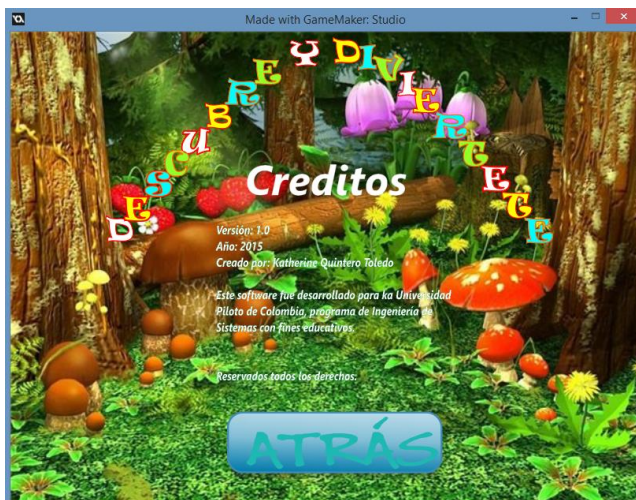 Made with GameMaker: Studio
DESCUBRE Y DIVIERTETE
Creditos
Versión: 1.0
Año: 2015
Creado por: Katherine Quintero Toledo
Este software fue desarrollado para ka Universidad
Piloto de Colombia, programa de Ingeniería de
Sistemas con fines educativos.
Reservados todos los derechos.
ATRÁS